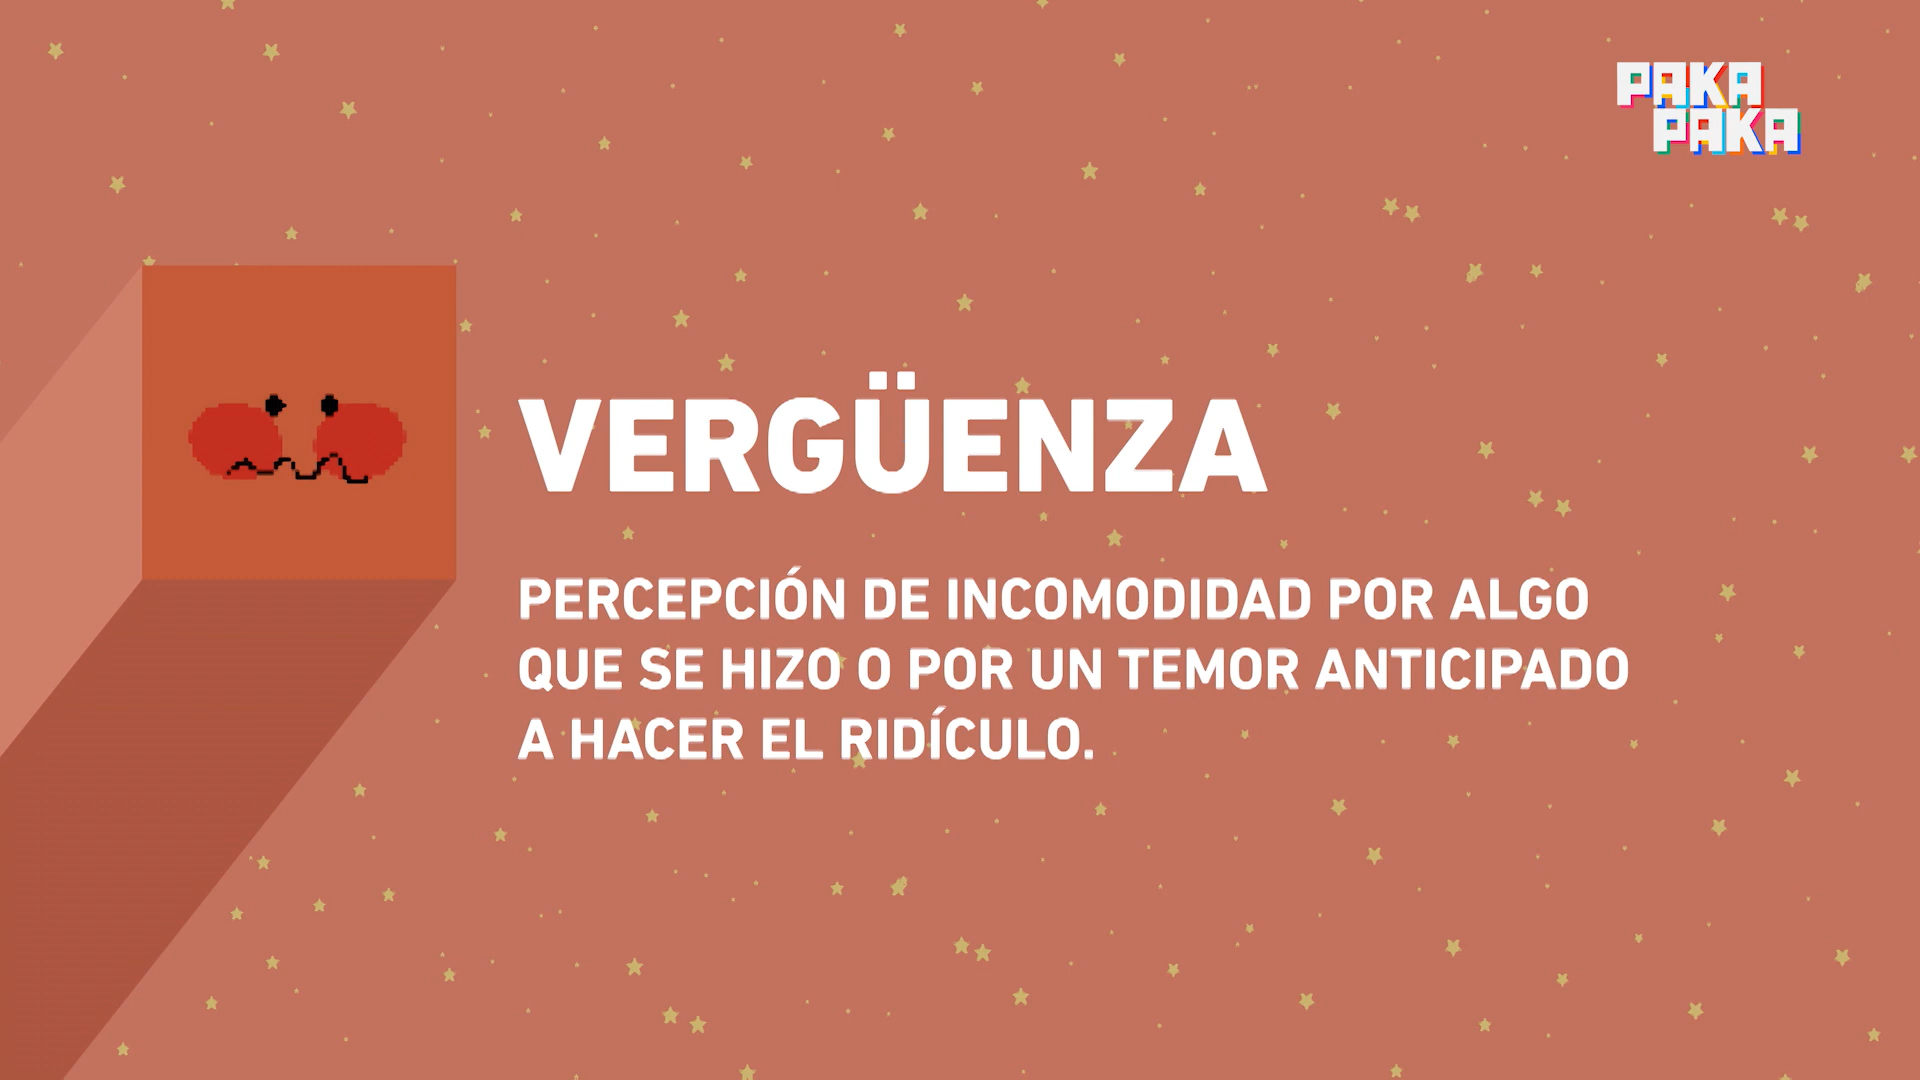 PAKA
PAKA
VERGÜENZA
PERCEPCIÓN DE INCOMODIDAD POR ALGO
QUE SE HIZO O POR UN TEMOR ANTICIPADO
A HACER EL RIDÍCULO.